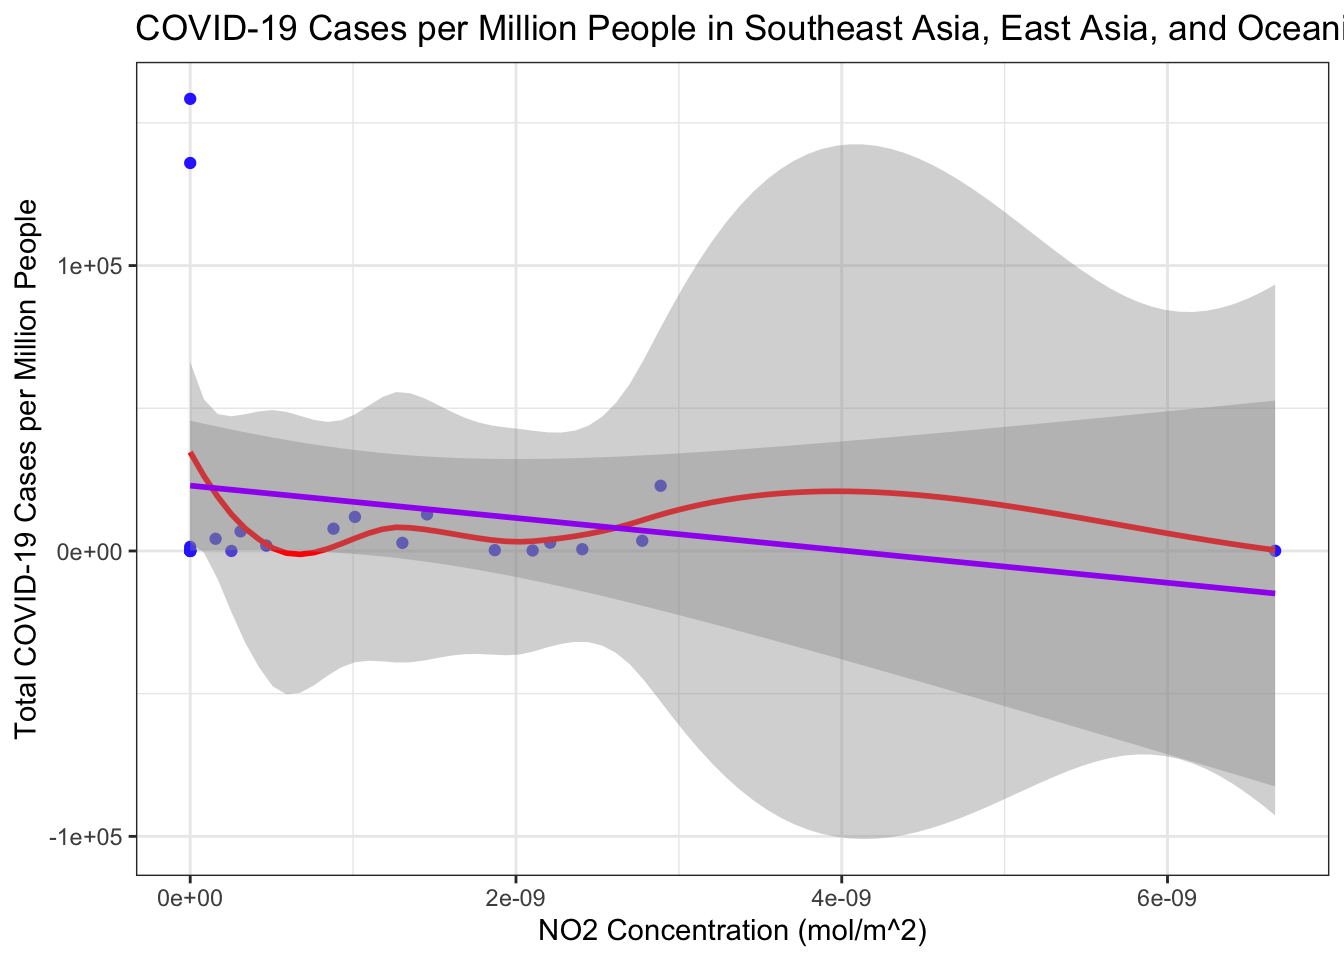 COVID-19 Cases per Million People in Southeast Asia, East Asia, and Oceani
Total COVID-19 Cases per Million People
1e+05
0e+00
-1e+05
0e+00 2e-09 4e-09 6e-09
NO2 Concentration (mol/m^2)